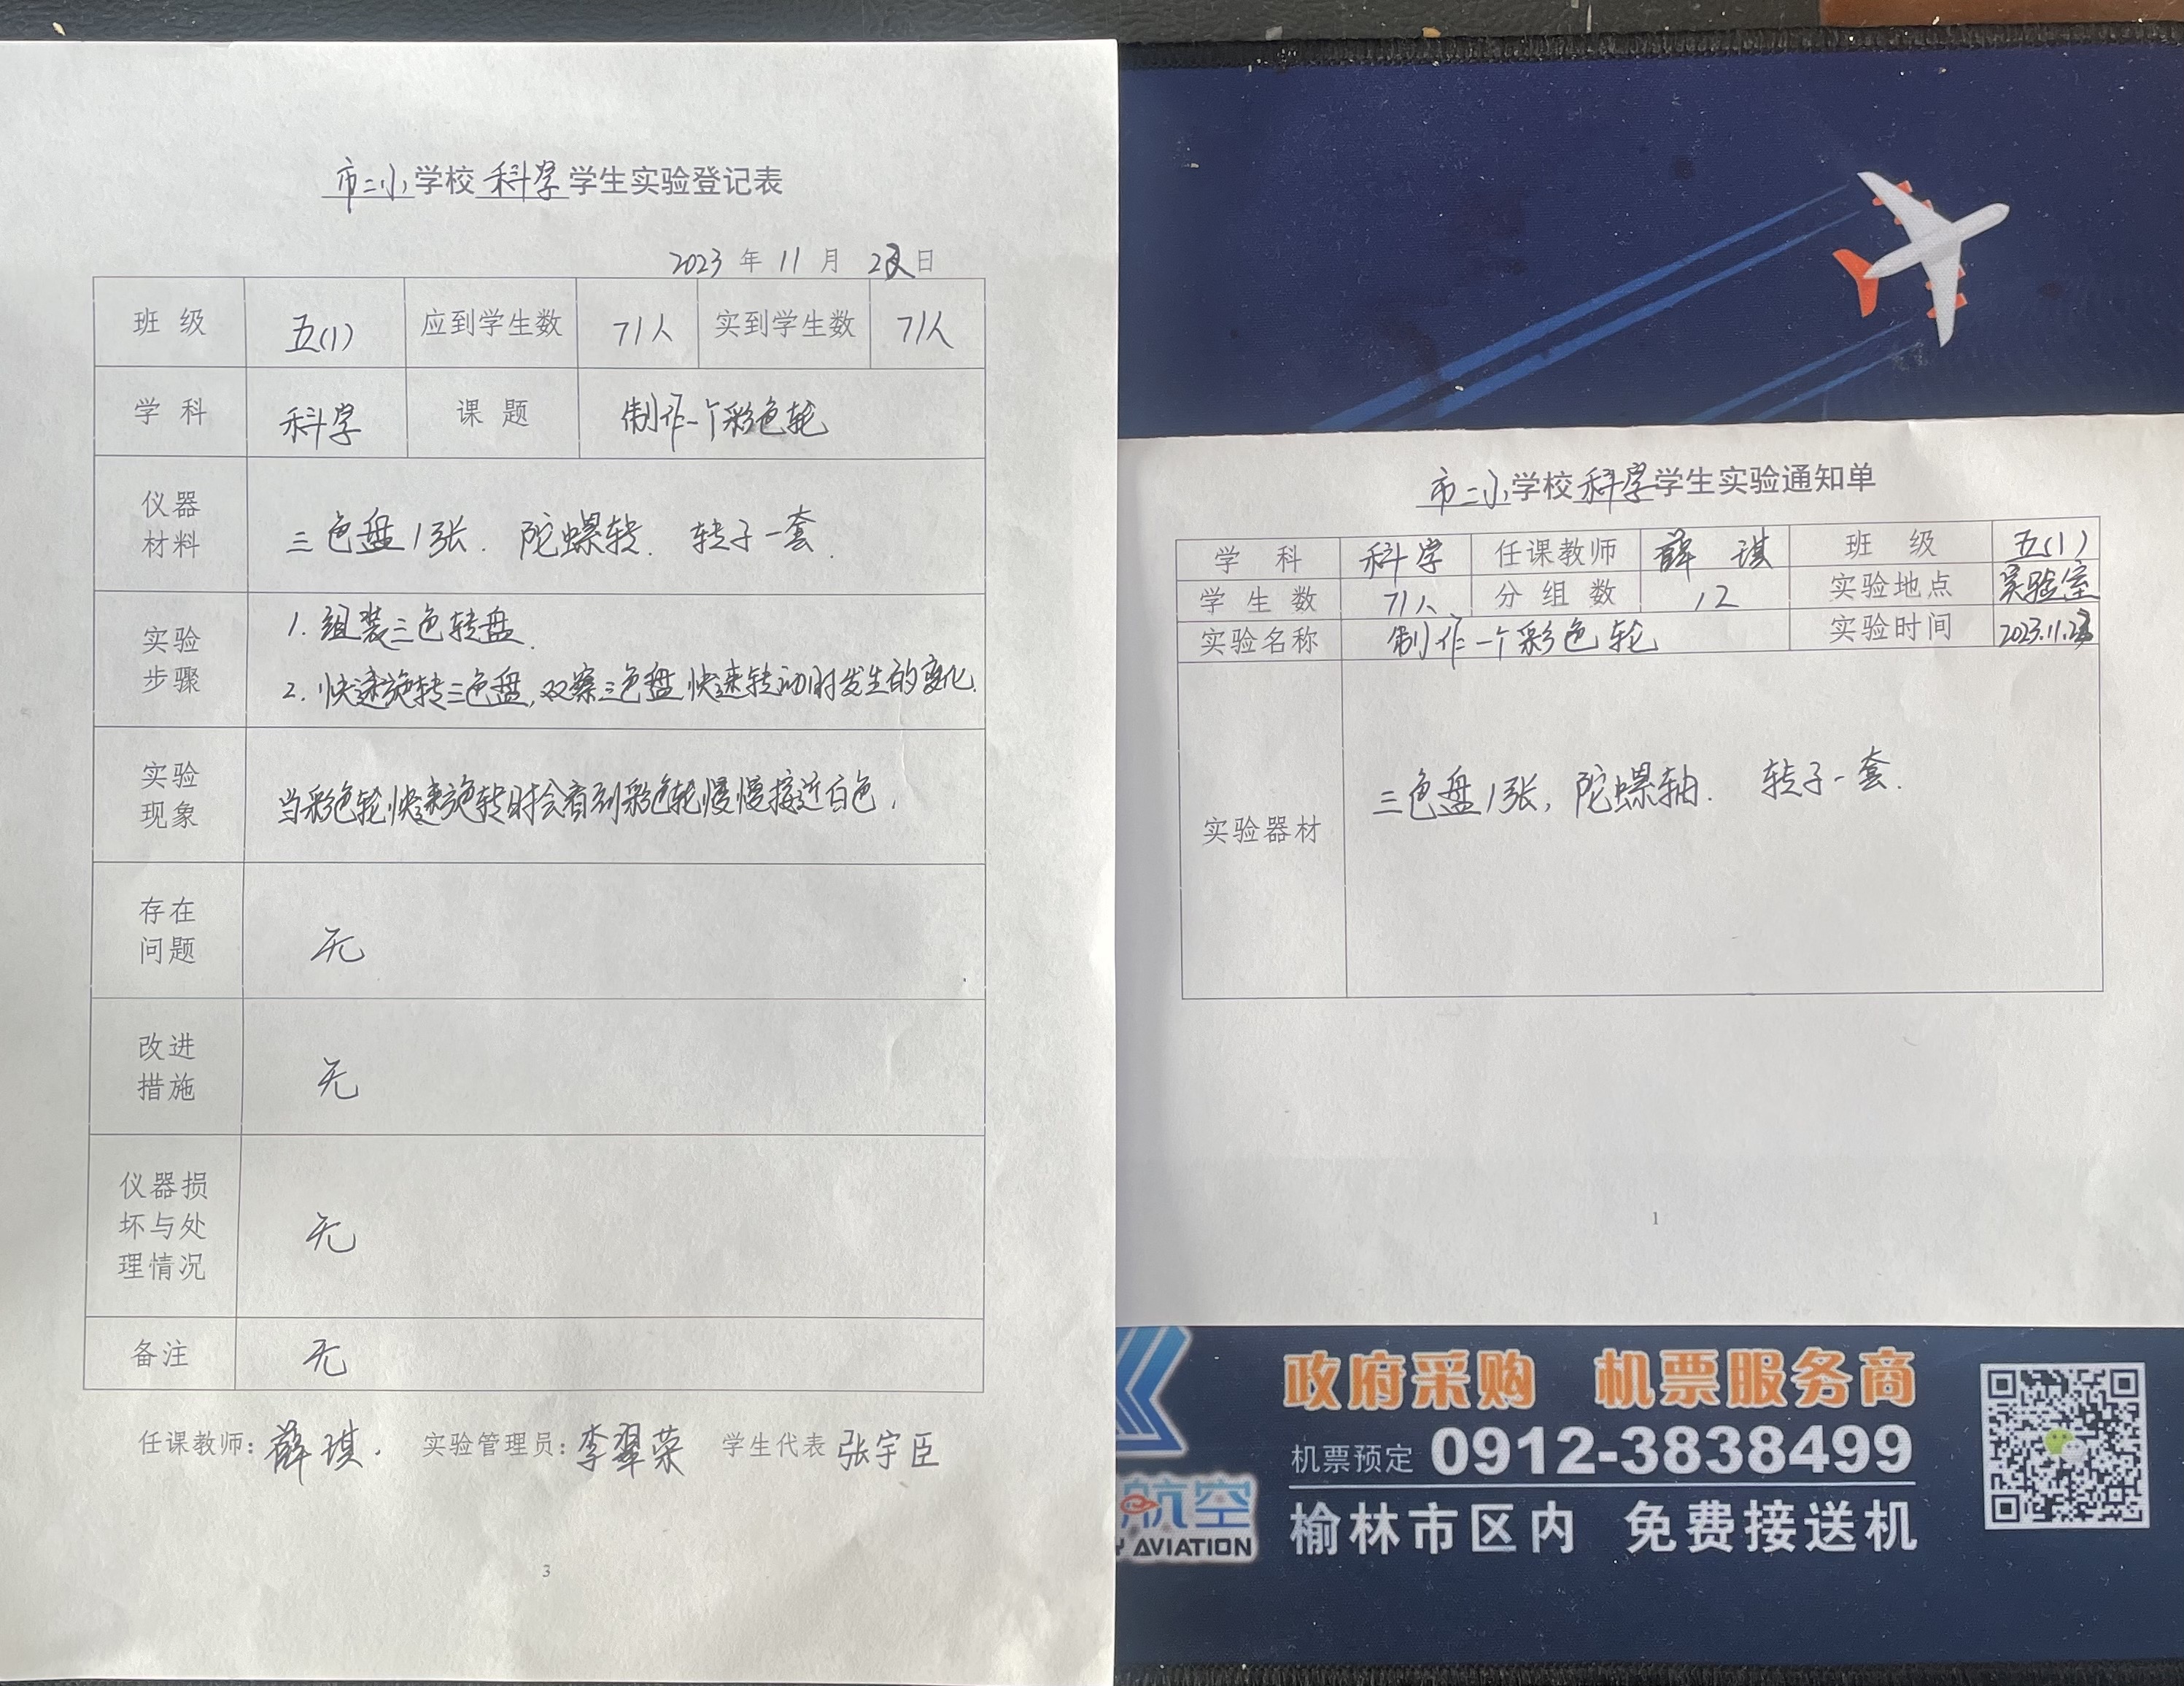 市二小学校科学学生实验登记表
2023 年 11 月 日
班 级 五(1) 应到学生数 71人 实到学生数 71人
学 科 科学 课 题 制作一个彩色轮
仪器
材料
三色盘1张. 陀螺转. 转子一套.
实验
步骤
1. 组装三色转盘.
2. 快速旋转三色盘,观察三色盘快速转动时发生的变化.
实验
现象
当彩色轮快速旋转时会看到彩色轮慢慢接近白色.
存在
问题
无
改进
措施
无
仪器损
坏与处
理情况
无
备注 无
任课教师: 薛琪. 实验管理员: 李翠荣 学生代表 张宇臣
3
市二小学校科学学生实验通知单
学 科 科学 任课教师 薛 琪 班 级 五(1)
学 生 数 71人 分 组 数 12 实验地点 实验室
实验名称 制作一个彩色轮 实验时间
实验器材 三色盘1张, 陀螺轴. 转子一套.
1
政府采购 机票服务商
机票预定 0912-3838499
榆林市区内 免费接送机
航空
AVIATION